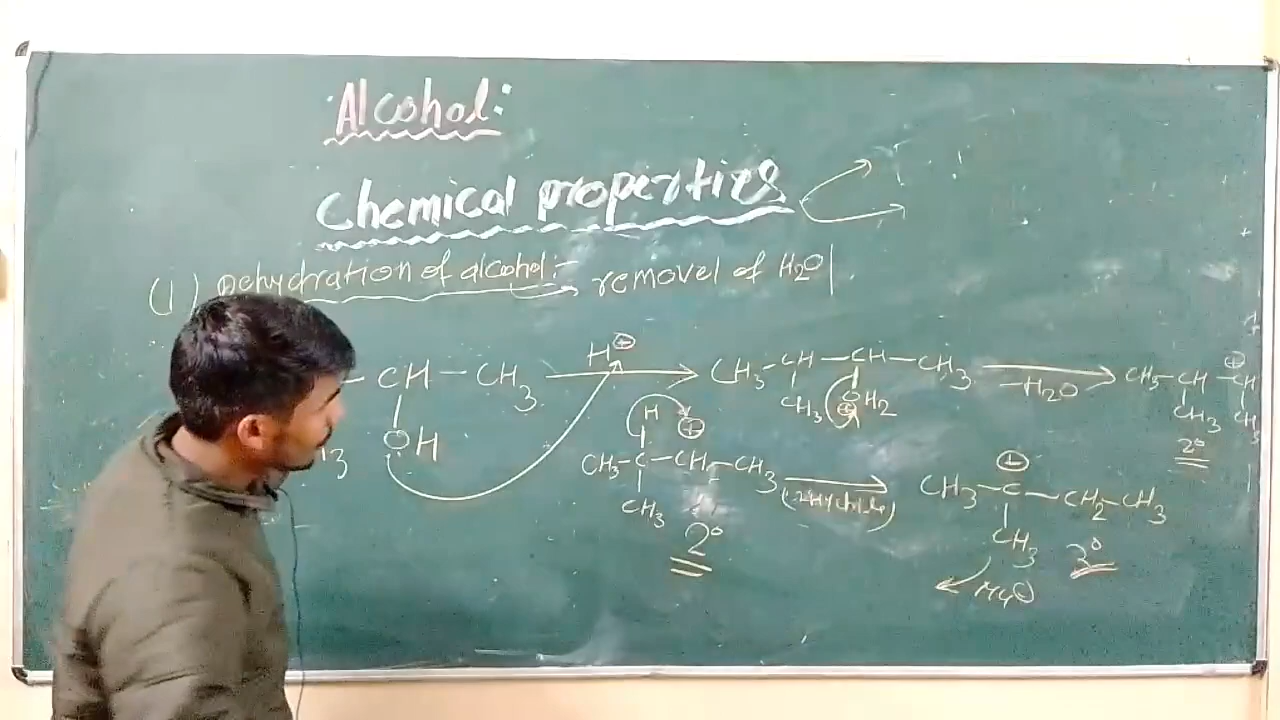 Alcohol:
Chemical properties
(1) Dehydration of alcohol:- removel of H2O
— CH — CH3 H⊕ CH3 — CH — CH — CH3 −H2O CH3 — CH — CH
⊕
OH CH3 OH2 CH3 CH3
⊕ 2°
H ⊕ ⊕
CH3 — C — CH — CH3 CH3 — C — CH2 — CH3
CH3 CH3
2° 3°